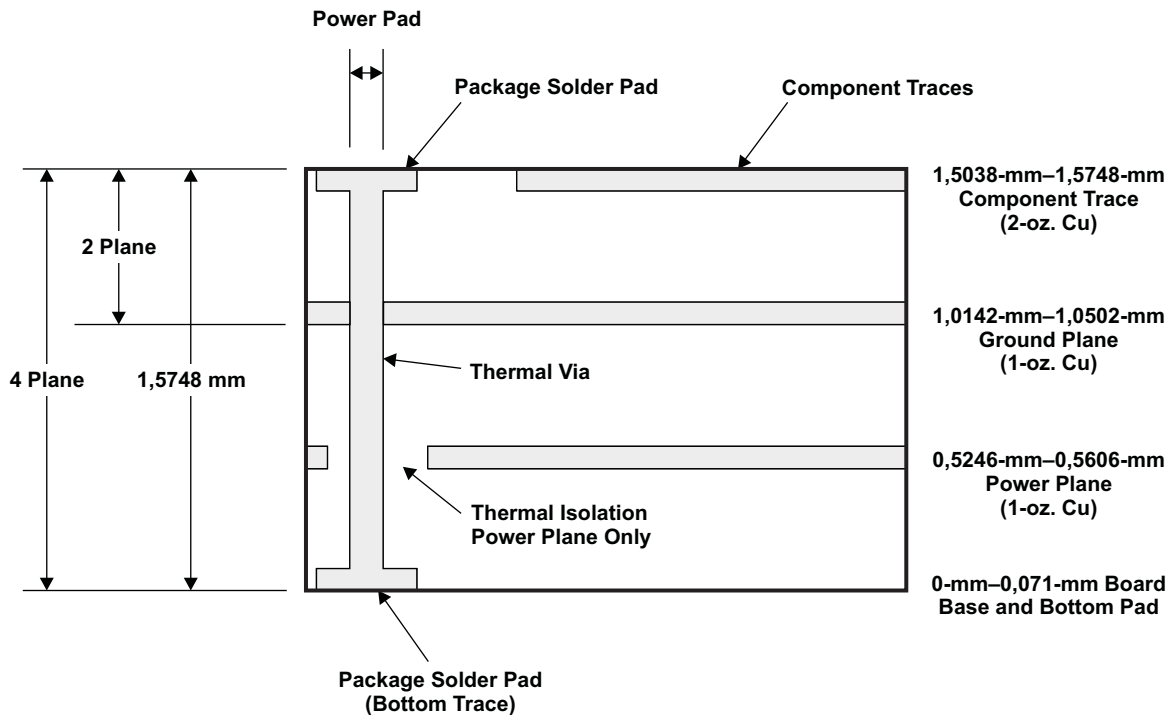 Power Pad
Package Solder Pad
Component Traces
1,5038-mm–1,5748-mm
Component Trace
(2-oz. Cu)
2 Plane
1,0142-mm–1,0502-mm
Ground Plane
(1-oz. Cu)
4 Plane
1,5748 mm
Thermal Via
0,5246-mm–0,5606-mm
Power Plane
(1-oz. Cu)
Thermal Isolation
Power Plane Only
0-mm–0,071-mm Board
Base and Bottom Pad
Package Solder Pad
(Bottom Trace)